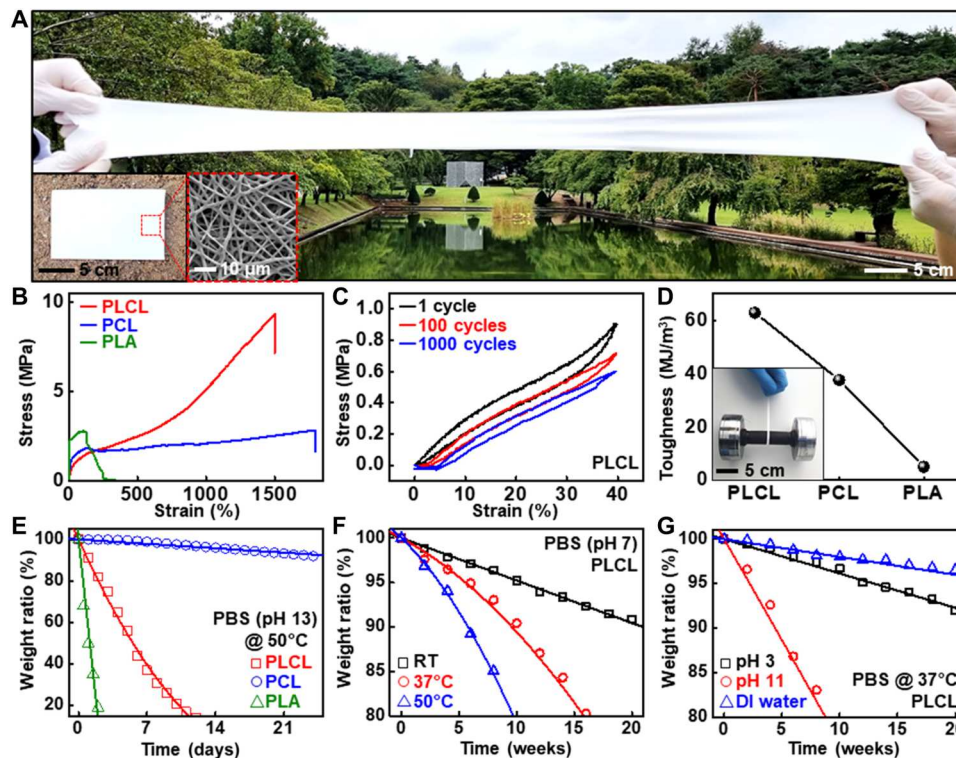 A
5 cm
10 µm
5 cm
B
10
5
0
Stress (MPa)
PLCL
PCL
PLA
0
500
1000
1500
Strain (%)
C
1.0
0.8
0.6
0.4
0.2
0.0
Stress (MPa)
1 cycle
100 cycles
1000 cycles
PLCL
0
10
20
30
40
Strain (%)
D
60
40
20
0
Toughness (MJ/m³)
5 cm
PLCL
PCL
PLA
E
100
80
60
40
20
Weight ratio (%)
PBS (pH 13)
@ 50°C
PLCL
PCL
PLA
0
7
14
21
Time (days)
F
100
95
90
85
80
Weight ratio (%)
PBS (pH 7)
PLCL
RT
37°C
50°C
0
5
10
15
20
Time (weeks)
G
100
95
90
85
80
Weight ratio (%)
pH 3
pH 11
DI water
PBS @ 37°C
PLCL
0
5
10
15
20
Time (weeks)